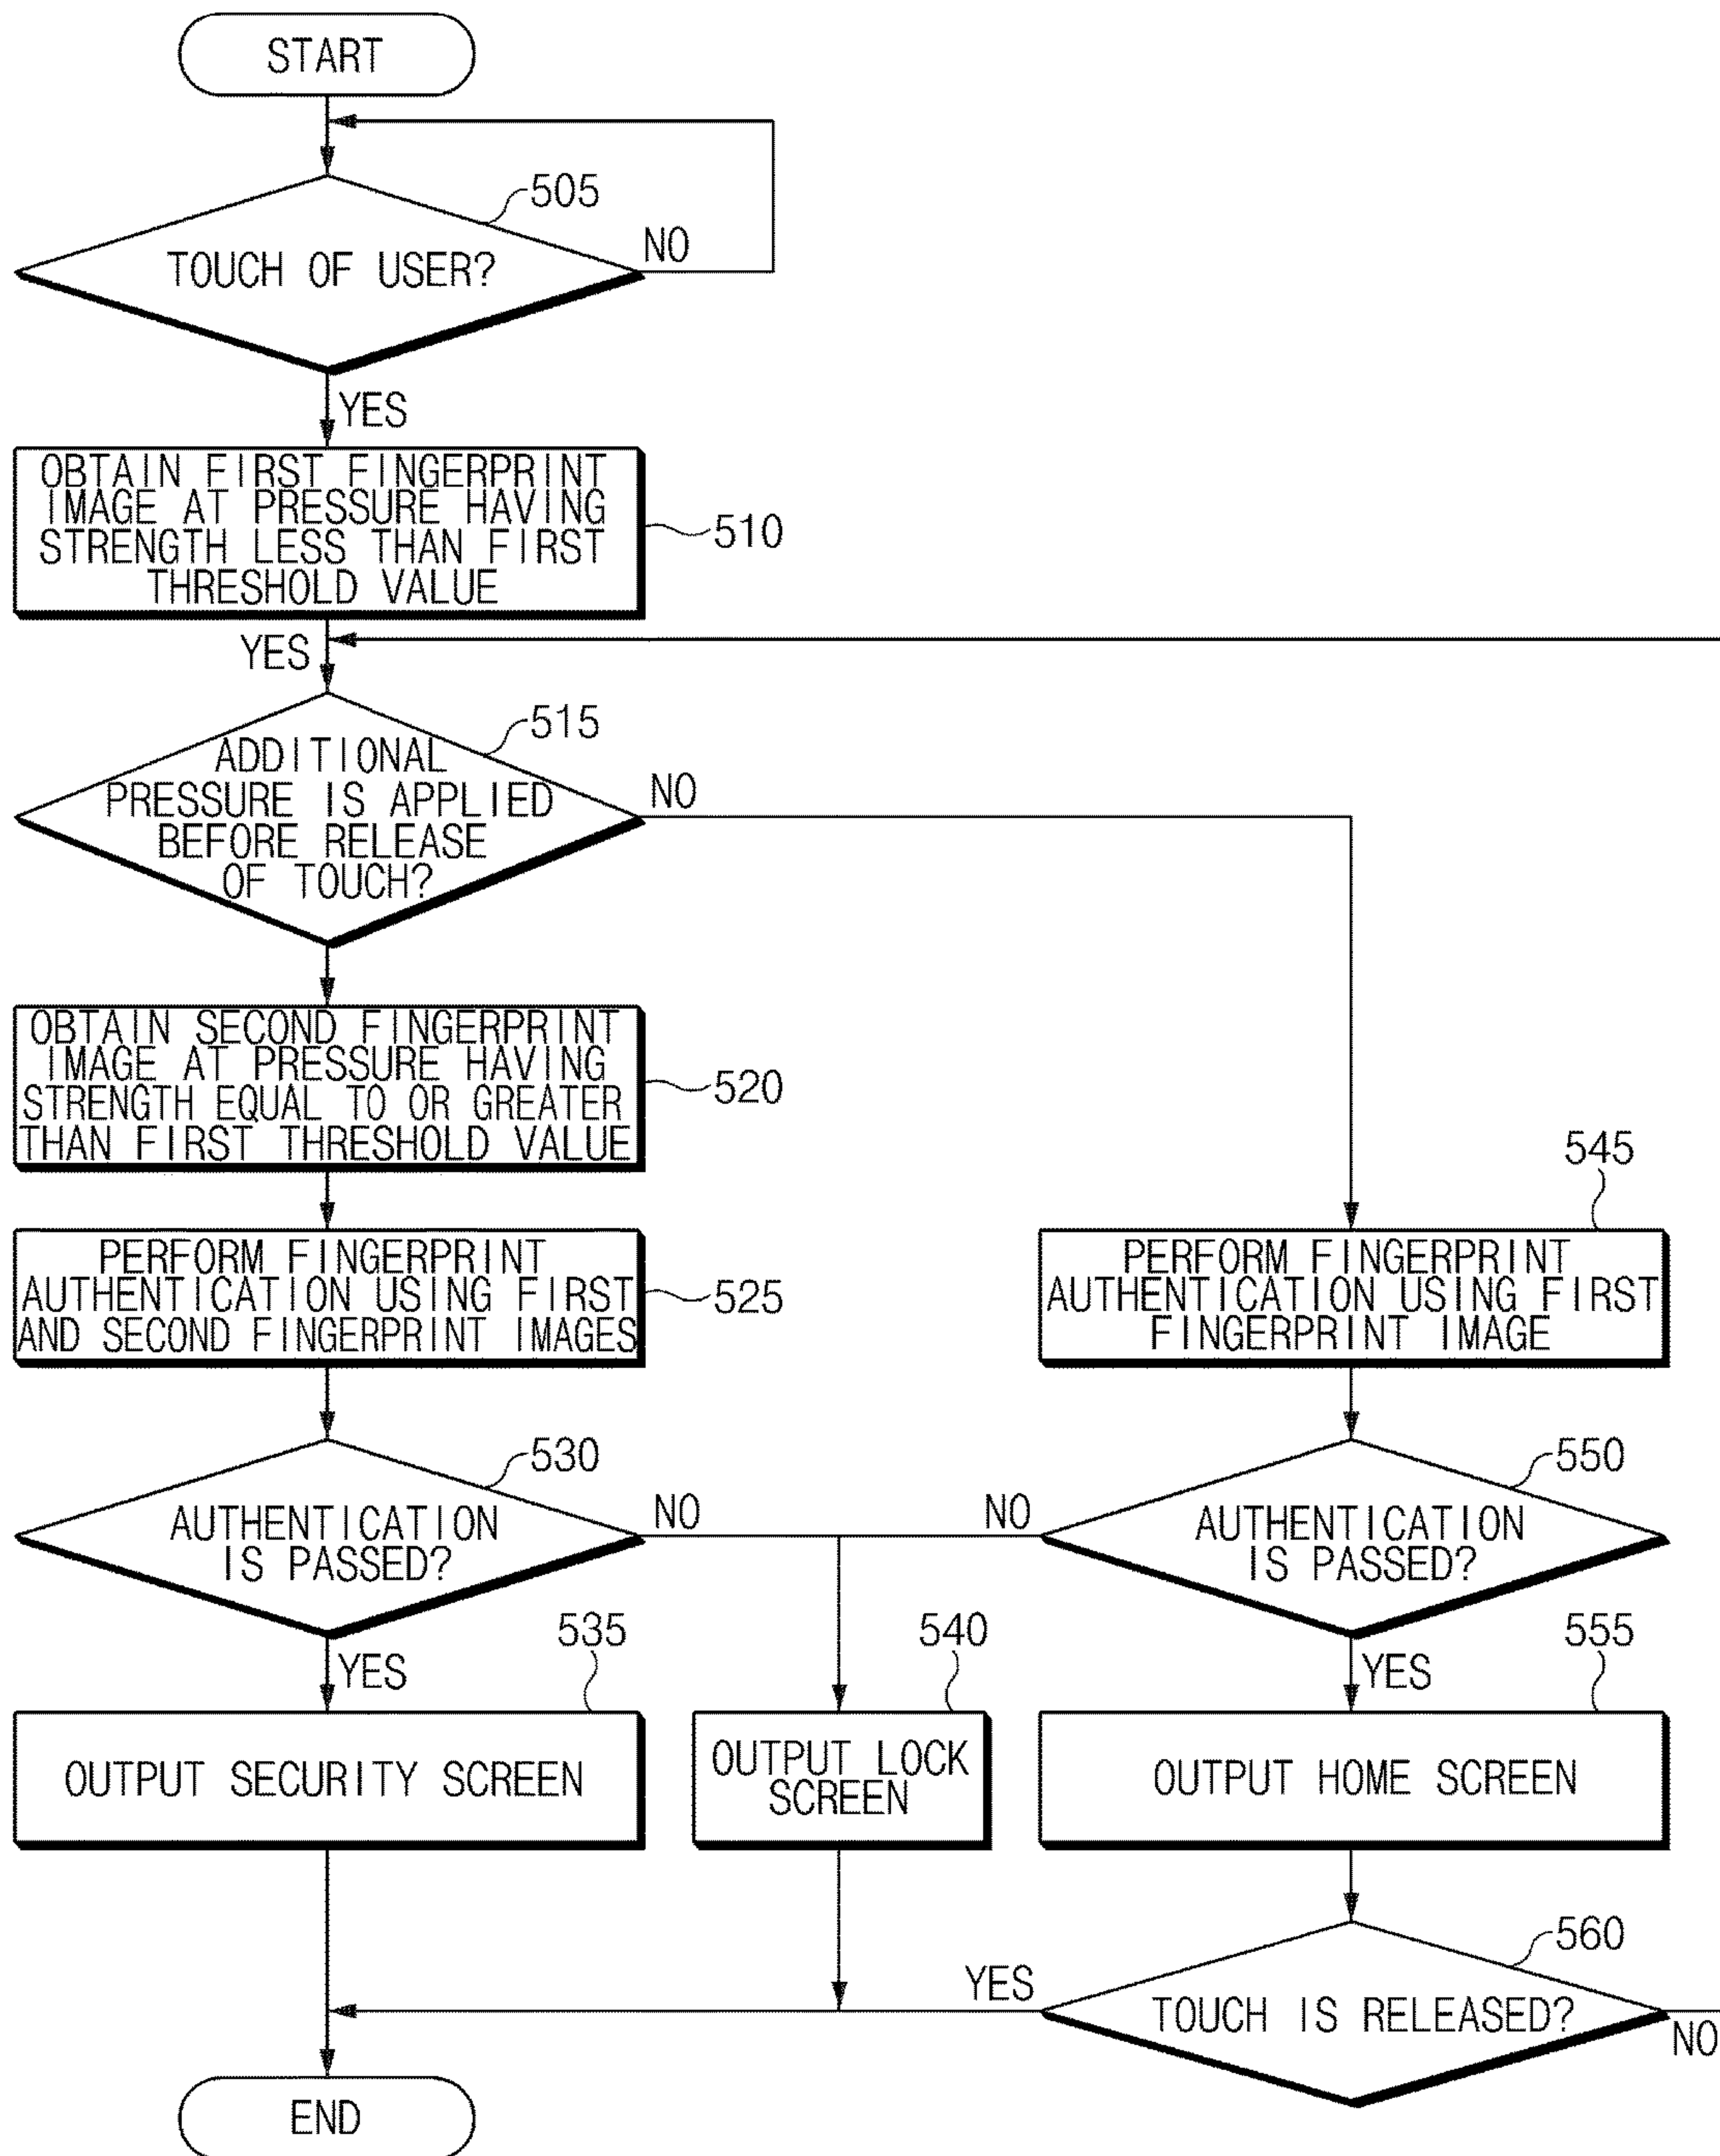 START
505
TOUCH OF USER?
NO
YES
OBTAIN FIRST FINGERPRINT
IMAGE AT PRESSURE HAVING
STRENGTH LESS THAN FIRST
THRESHOLD VALUE
510
YES
515
ADDITIONAL
PRESSURE IS APPLIED
BEFORE RELEASE
OF TOUCH?
NO
OBTAIN SECOND FINGERPRINT
IMAGE AT PRESSURE HAVING
STRENGTH EQUAL TO OR GREATER
THAN FIRST THRESHOLD VALUE
520
PERFORM FINGERPRINT
AUTHENTICATION USING FIRST
AND SECOND FINGERPRINT IMAGES
525
545
PERFORM FINGERPRINT
AUTHENTICATION USING FIRST
FINGERPRINT IMAGE
530
AUTHENTICATION
IS PASSED?
NO
NO
550
AUTHENTICATION
IS PASSED?
YES
535
OUTPUT SECURITY SCREEN
540
OUTPUT LOCK
SCREEN
YES
555
OUTPUT HOME SCREEN
560
YES
TOUCH IS RELEASED?
NO
END